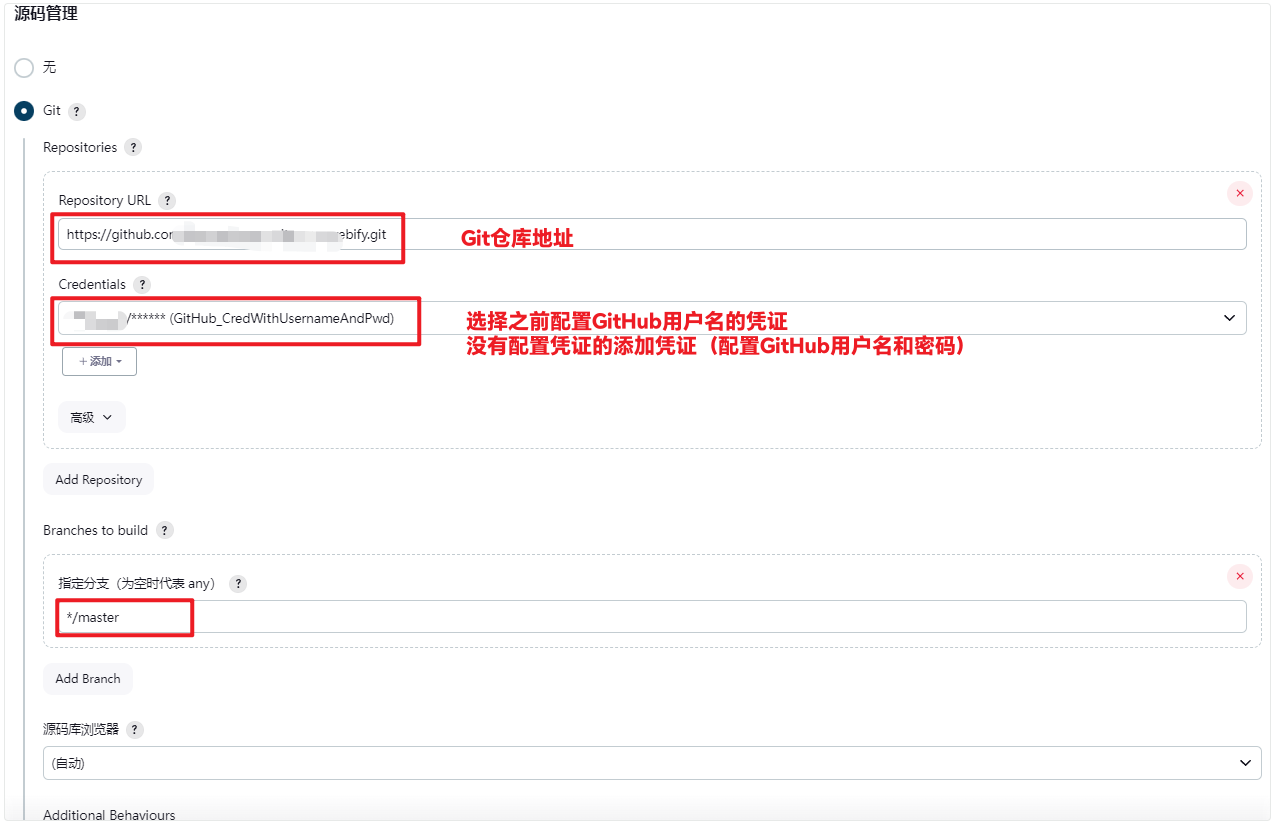 源码管理
无
Git ?
Repositories ?
Repository URL ?
https://github.co ebify.git
Git仓库地址
Credentials ?
/****** (GitHub_CredWithUsernameAndPwd)
选择之前配置GitHub用户名的凭证
没有配置凭证的添加凭证（配置GitHub用户名和密码）
+ 添加
高级
Add Repository
Branches to build ?
指定分支（为空时代表 any） ?
*/master
Add Branch
源码库浏览器 ?
(自动)
Additional Behaviours